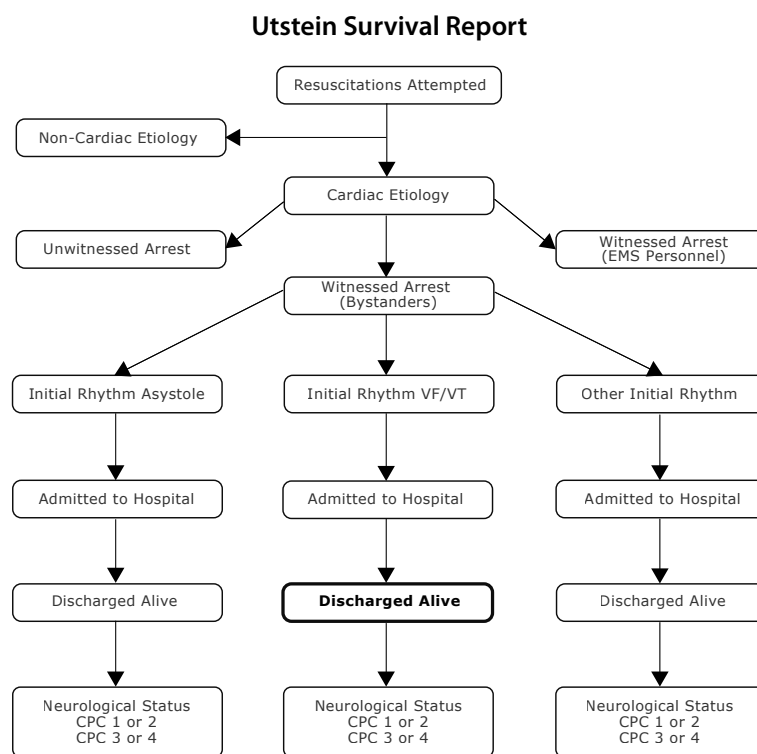 Utstein Survival Report
Resuscitations Attempted
Non-Cardiac Etiology
Cardiac Etiology
Unwitnessed Arrest
Witnessed Arrest
(EMS Personnel)
Witnessed Arrest
(Bystanders)
Initial Rhythm Asystole
Initial Rhythm VF/VT
Other Initial Rhythm
Admitted to Hospital
Admitted to Hospital
Admitted to Hospital
Discharged Alive
Discharged Alive
Discharged Alive
Neurological Status
CPC 1 or 2
CPC 3 or 4
Neurological Status
CPC 1 or 2
CPC 3 or 4
Neurological Status
CPC 1 or 2
CPC 3 or 4